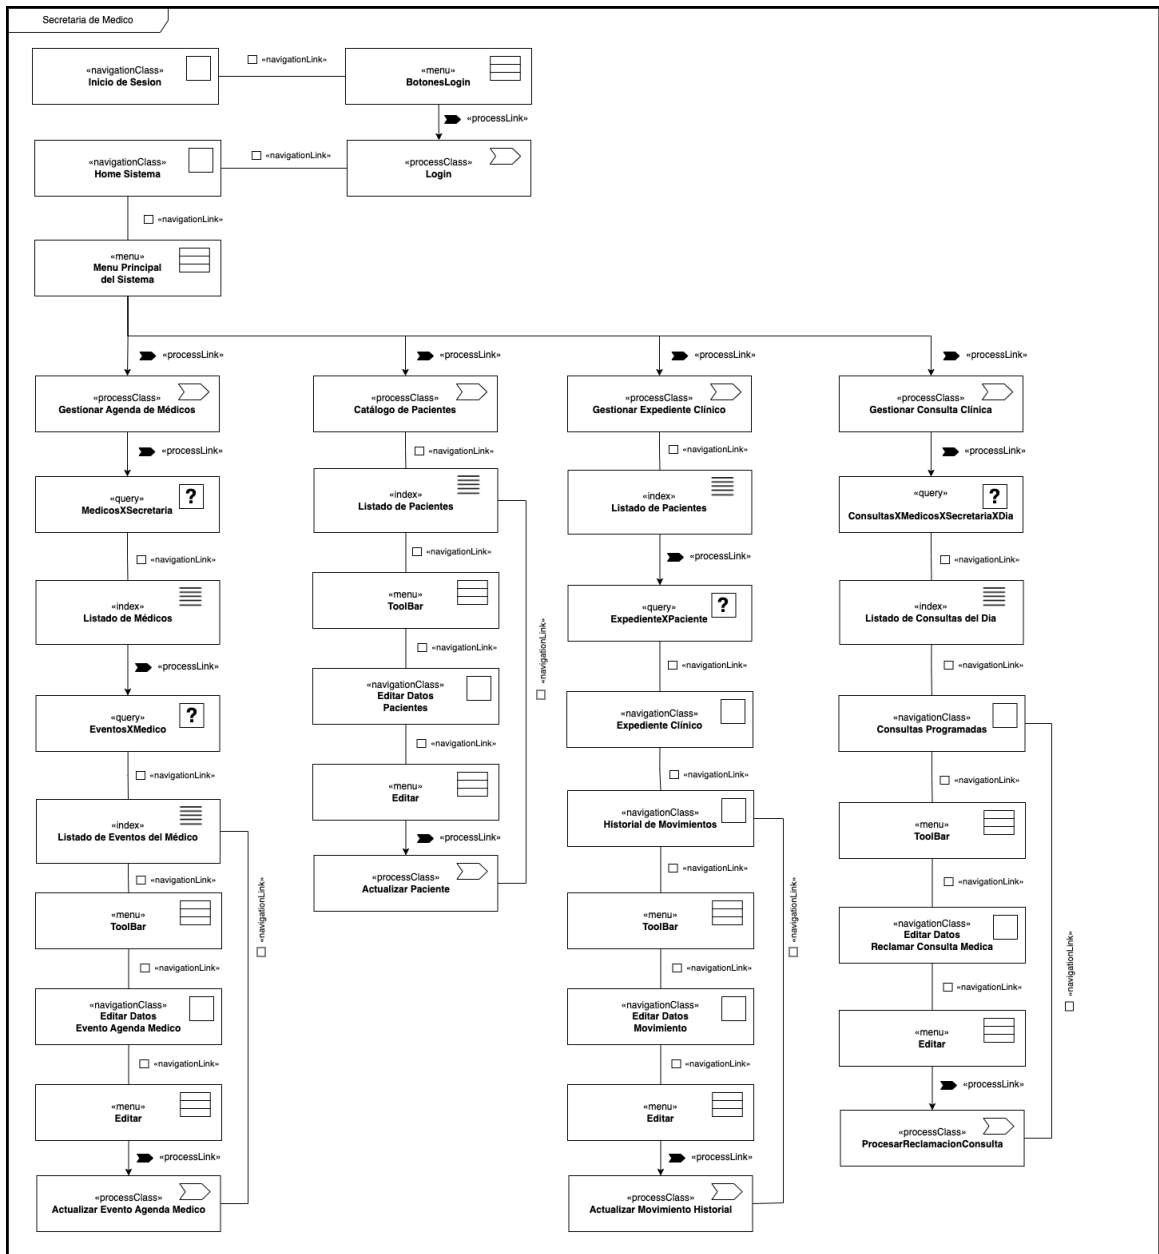 Secretaria de Medico
«navigationClass»
Inicio de Sesion
«navigationLink»
«menu»
BotonesLogin
«processLink»
«navigationClass»
Home Sistema
«navigationLink»
«processClass»
Login
«navigationLink»
«menu»
Menu Principal
del Sistema
«processLink»
«processClass»
Gestionar Agenda de Médicos
«processLink»
«query»
MedicosXSecretaria
?
«navigationLink»
«index»
Listado de Médicos
«processLink»
«query»
EventosXMedico
?
«navigationLink»
«index»
Listado de Eventos del Médico
«navigationLink»
«menu»
ToolBar
«navigationLink»
«navigationClass»
Editar Datos
Evento Agenda Medico
«navigationLink»
«menu»
Editar
«processLink»
«processClass»
Actualizar Evento Agenda Medico
«navigationLink»
«processLink»
«processClass»
Catálogo de Pacientes
«navigationLink»
«index»
Listado de Pacientes
«navigationLink»
«menu»
ToolBar
«navigationLink»
«navigationClass»
Editar Datos
Pacientes
«navigationLink»
«menu»
Editar
«processLink»
«processClass»
Actualizar Paciente
«navigationLink»
«processLink»
«processClass»
Gestionar Expediente Clínico
«navigationLink»
«index»
Listado de Pacientes
«processLink»
«query»
ExpedienteXPaciente
?
«navigationLink»
«navigationClass»
Expediente Clínico
«navigationLink»
«navigationClass»
Historial de Movimientos
«navigationLink»
«menu»
ToolBar
«navigationLink»
«navigationClass»
Editar Datos
Movimiento
«navigationLink»
«menu»
Editar
«processLink»
«processClass»
Actualizar Movimiento Historial
«navigationLink»
«processLink»
«processClass»
Gestionar Consulta Clínica
«processLink»
«query»
ConsultasXMedicosXSecretariaXDia
?
«navigationLink»
«index»
Listado de Consultas del Dia
«navigationLink»
«navigationClass»
Consultas Programadas
«navigationLink»
«menu»
ToolBar
«navigationLink»
«navigationClass»
Editar Datos
Reclamar Consulta Medica
«navigationLink»
«menu»
Editar
«processLink»
«processClass»
ProcesarReclamacionConsulta
«navigationLink»